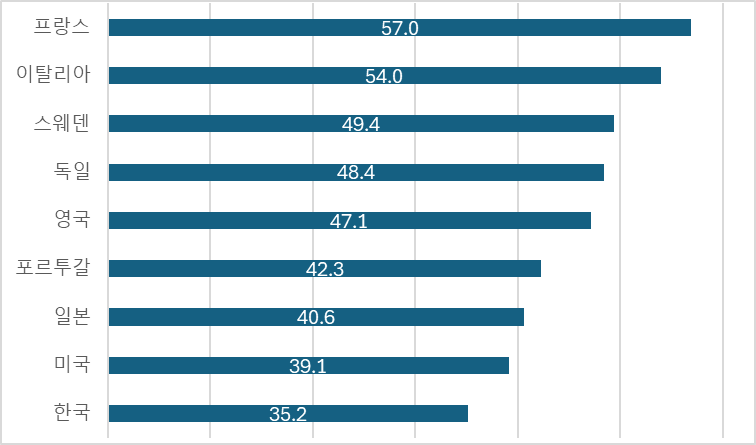 프랑스 57.0
이탈리아 54.0
스웨덴 49.4
독일 48.4
영국 47.1
포르투갈 42.3
일본 40.6
미국 39.1
한국 35.2